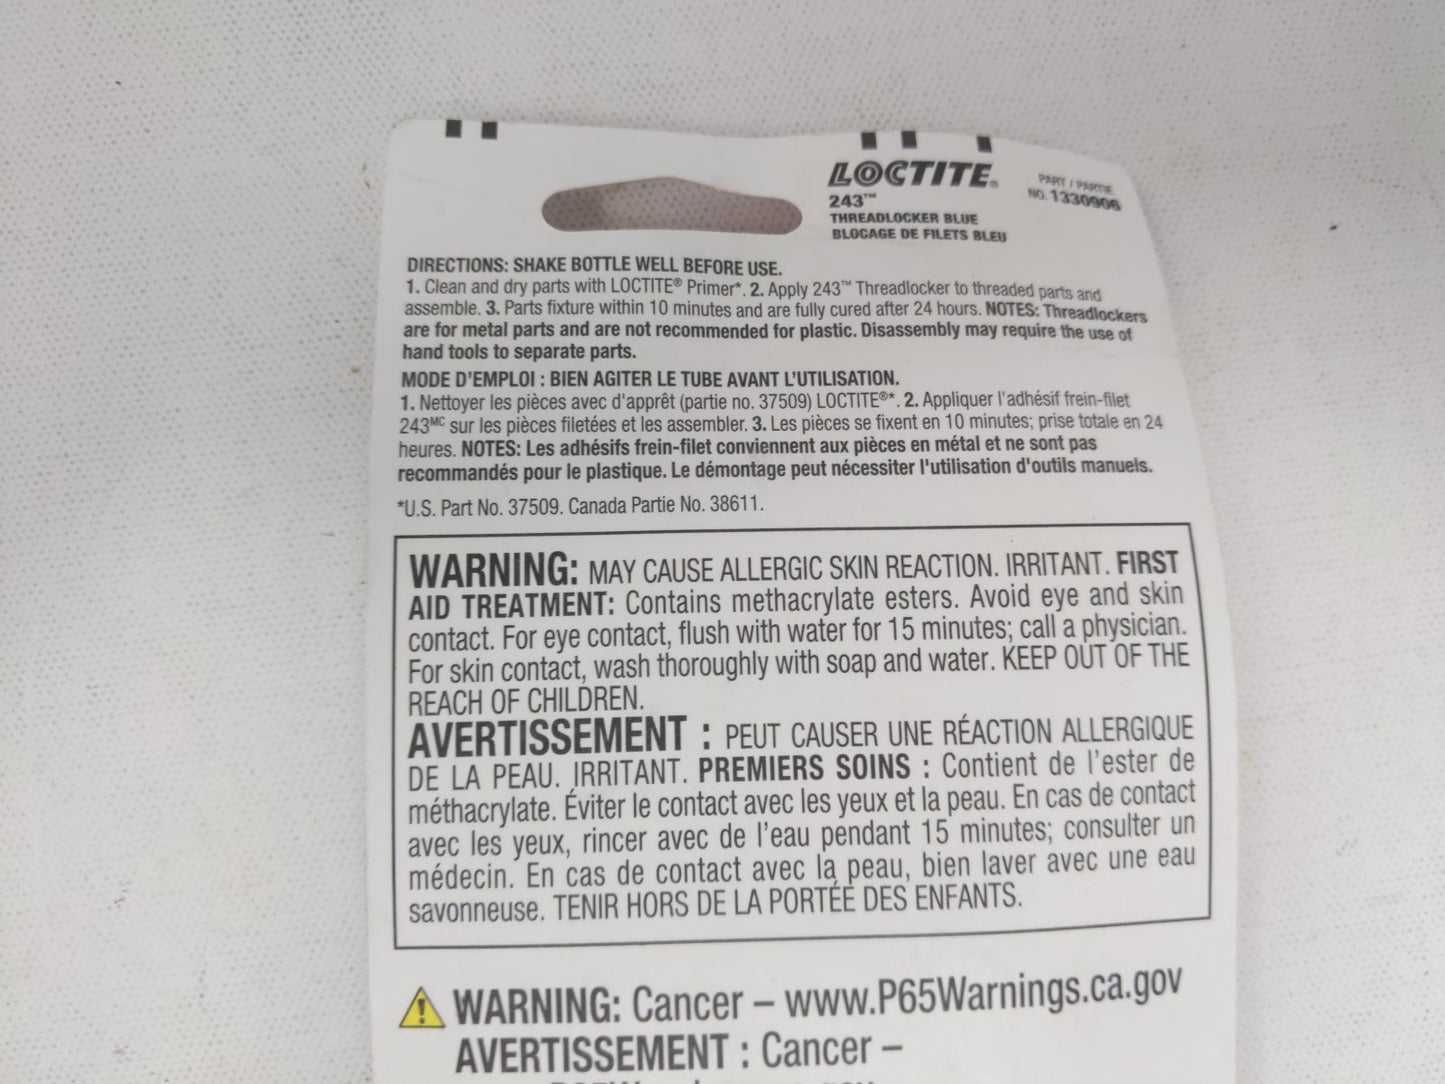 LOCTITE®
243™
THREADLOCKER BLUE
BLOCAGE DE FILETS BLEU
PART / PARTIE
NO. 1330906
DIRECTIONS: SHAKE BOTTLE WELL BEFORE USE.
1. Clean and dry parts with LOCTITE® Primer*. 2. Apply 243™ Threadlocker to threaded parts and
assemble. 3. Parts fixture within 10 minutes and are fully cured after 24 hours. NOTES: Threadlockers
are for metal parts and are not recommended for plastic. Disassembly may require the use of
hand tools to separate parts.
MODE D'EMPLOI : BIEN AGITER LE TUBE AVANT L'UTILISATION.
1. Nettoyer les pièces avec d'apprêt (partie no. 37509) LOCTITE®*. 2. Appliquer l'adhésif frein-filet
243ᴹᶜ sur les pièces filetées et les assembler. 3. Les pièces se fixent en 10 minutes; prise totale en 24
heures. NOTES: Les adhésifs frein-filet conviennent aux pièces en métal et ne sont pas
recommandés pour le plastique. Le démontage peut nécessiter l'utilisation d'outils manuels.
*U.S. Part No. 37509. Canada Partie No. 38611.
WARNING: MAY CAUSE ALLERGIC SKIN REACTION. IRRITANT. FIRST
AID TREATMENT: Contains methacrylate esters. Avoid eye and skin
contact. For eye contact, flush with water for 15 minutes; call a physician.
For skin contact, wash thoroughly with soap and water. KEEP OUT OF THE
REACH OF CHILDREN.
AVERTISSEMENT : PEUT CAUSER UNE RÉACTION ALLERGIQUE
DE LA PEAU. IRRITANT. PREMIERS SOINS : Contient de l'ester de
méthacrylate. Éviter le contact avec les yeux et la peau. En cas de contact
avec les yeux, rincer avec de l'eau pendant 15 minutes; consulter un
médecin. En cas de contact avec la peau, bien laver avec une eau
savonneuse. TENIR HORS DE LA PORTÉE DES ENFANTS.
WARNING: Cancer – www.P65Warnings.ca.gov
AVERTISSEMENT : Cancer –